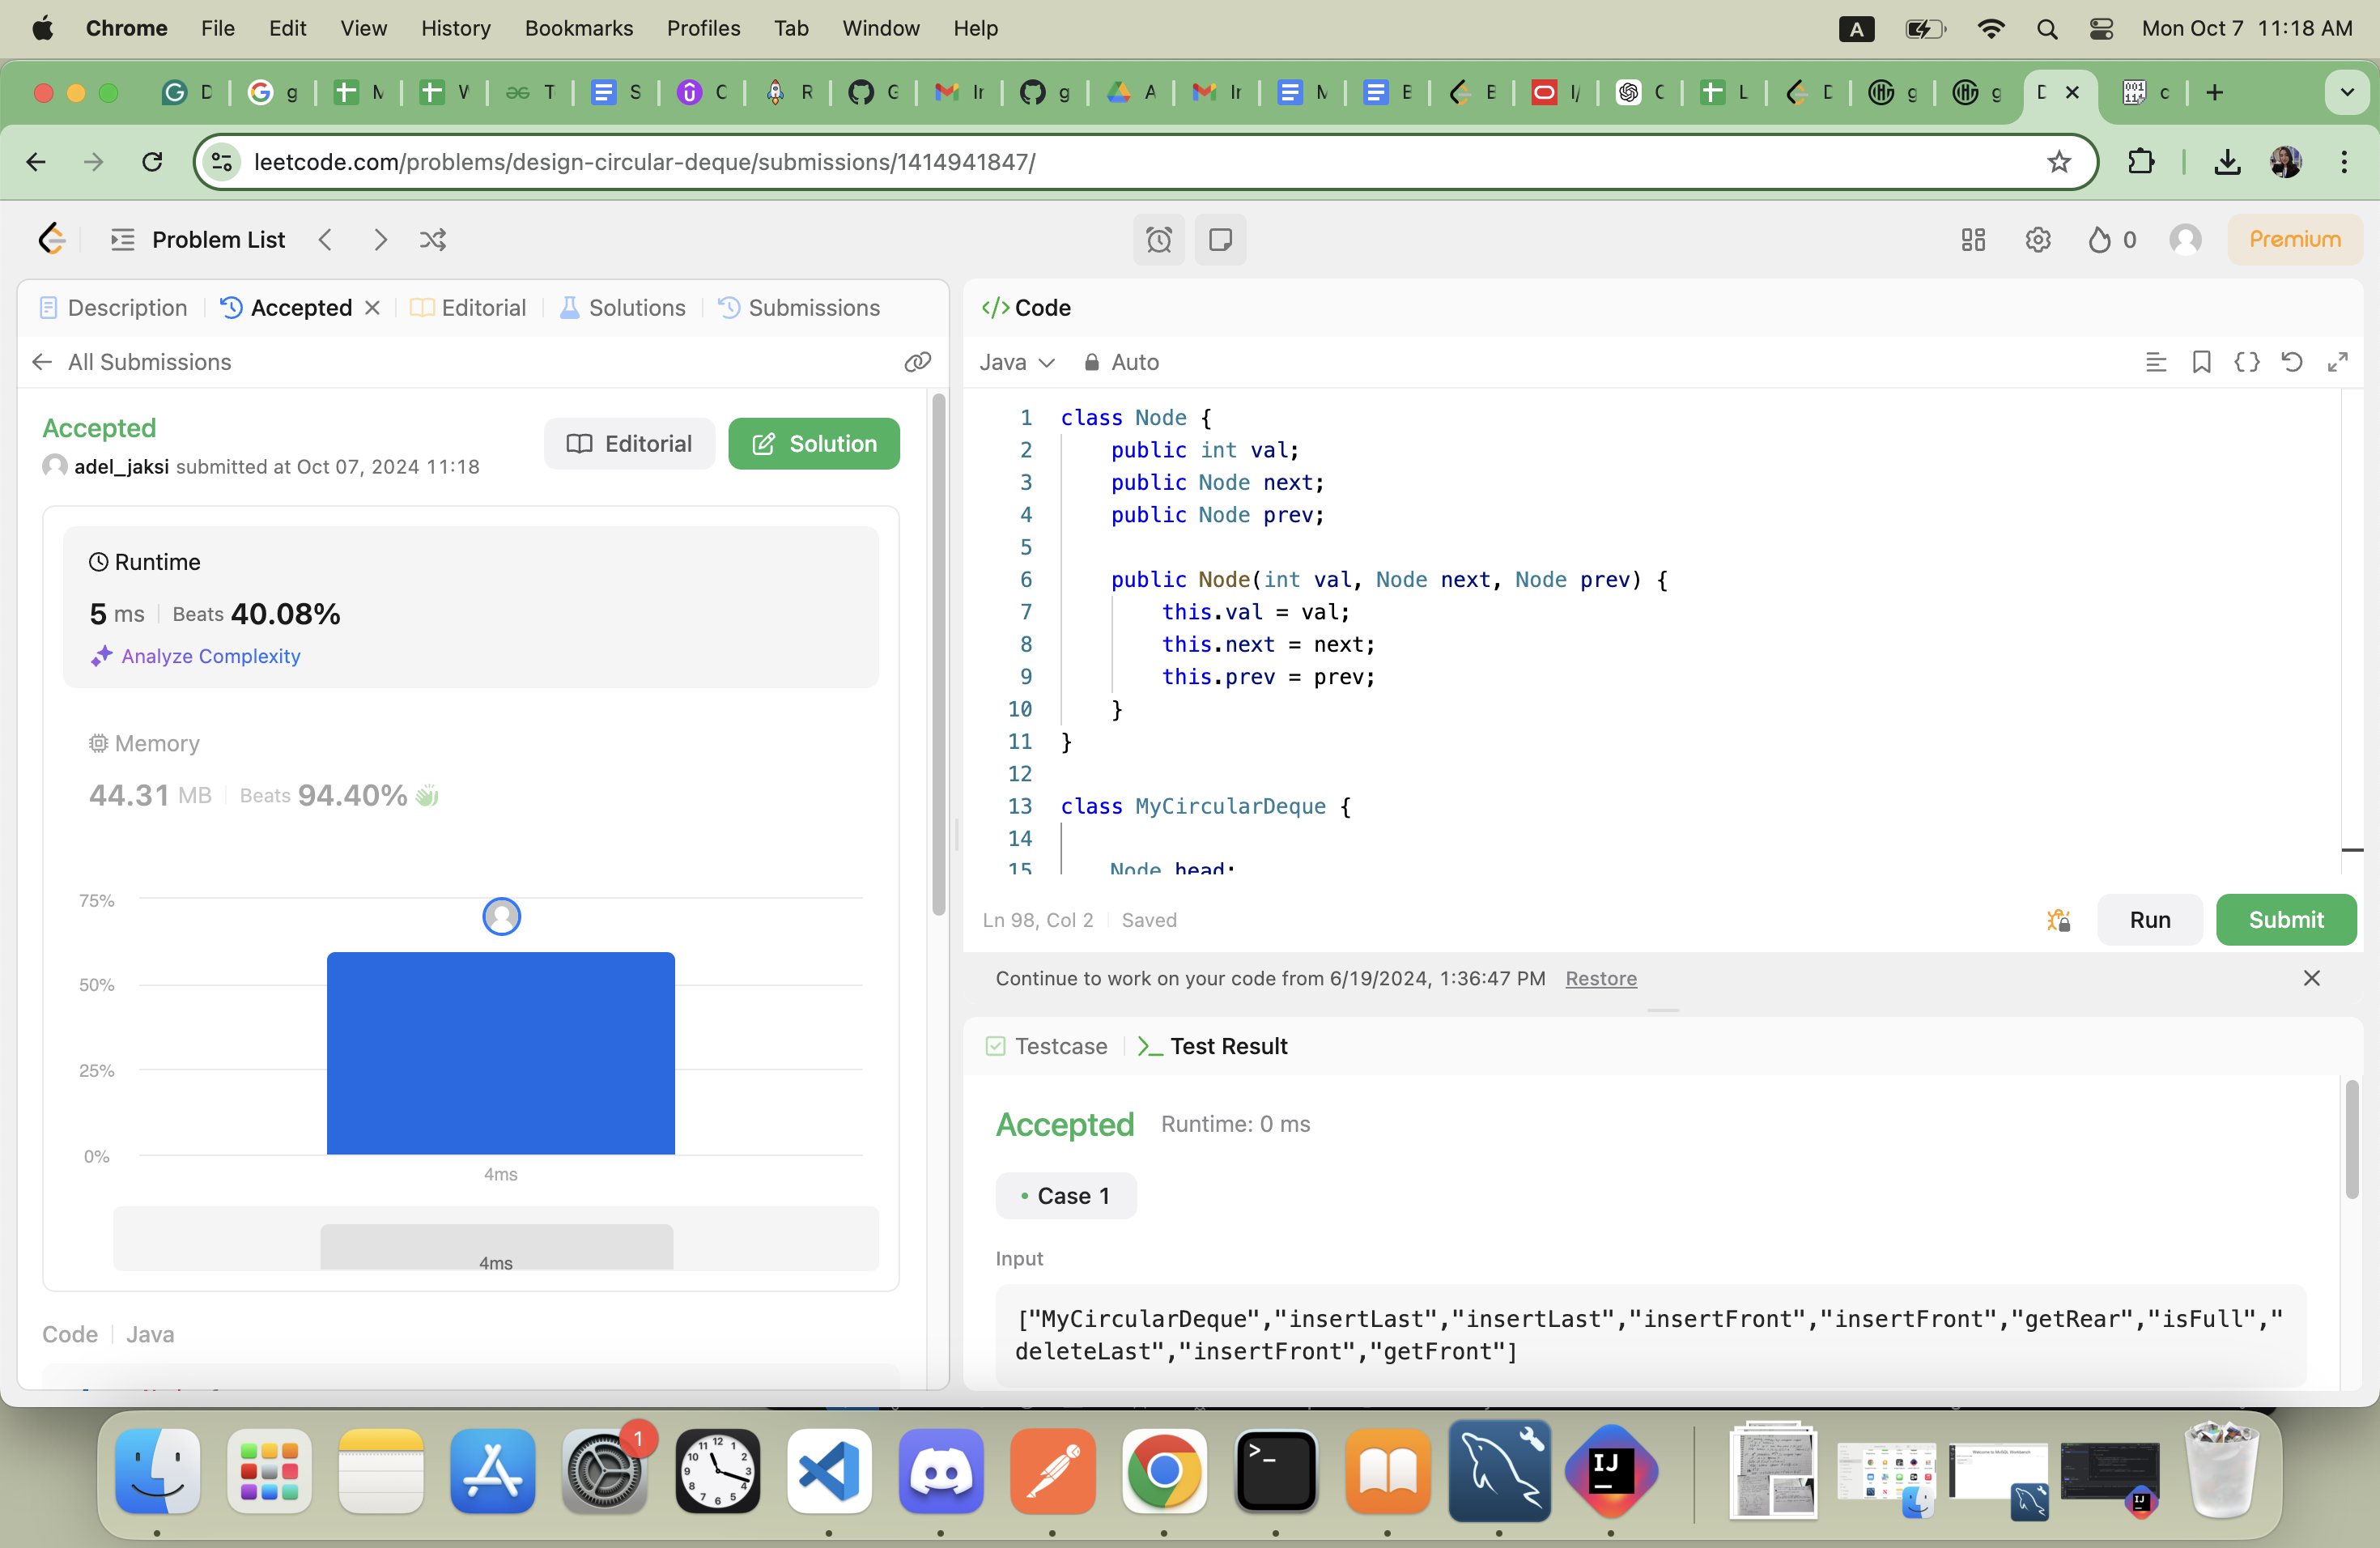 Chrome File Edit View History Bookmarks Profiles Tab Window Help A Mon Oct 7 11:18 AM
D g M V T S C R G Ir g A Ir M E E I/ C L D g g D c
leetcode.com/problems/design-circular-deque/submissions/1414941847/
Problem List 0 Premium
Description Accepted Editorial Solutions Submissions
All Submissions
Accepted
adel_jaksi submitted at Oct 07, 2024 11:18
Editorial Solution
Runtime
5 ms Beats 40.08%
Analyze Complexity
Memory
44.31 MB Beats 94.40%
75%
50%
25%
0%
4ms
4ms
Code Java
</> Code
Java Auto
1 class Node {
2 public int val;
3 public Node next;
4 public Node prev;
5
6 public Node(int val, Node next, Node prev) {
7 this.val = val;
8 this.next = next;
9 this.prev = prev;
10 }
11 }
12
13 class MyCircularDeque {
14
15 Node head;
Ln 98, Col 2 Saved Run Submit
Continue to work on your code from 6/19/2024, 1:36:47 PM Restore
Testcase Test Result
Accepted Runtime: 0 ms
Case 1
Input
["MyCircularDeque","insertLast","insertLast","insertFront","insertFront","getRear","isFull","
deleteLast","insertFront","getFront"]
1
IJ